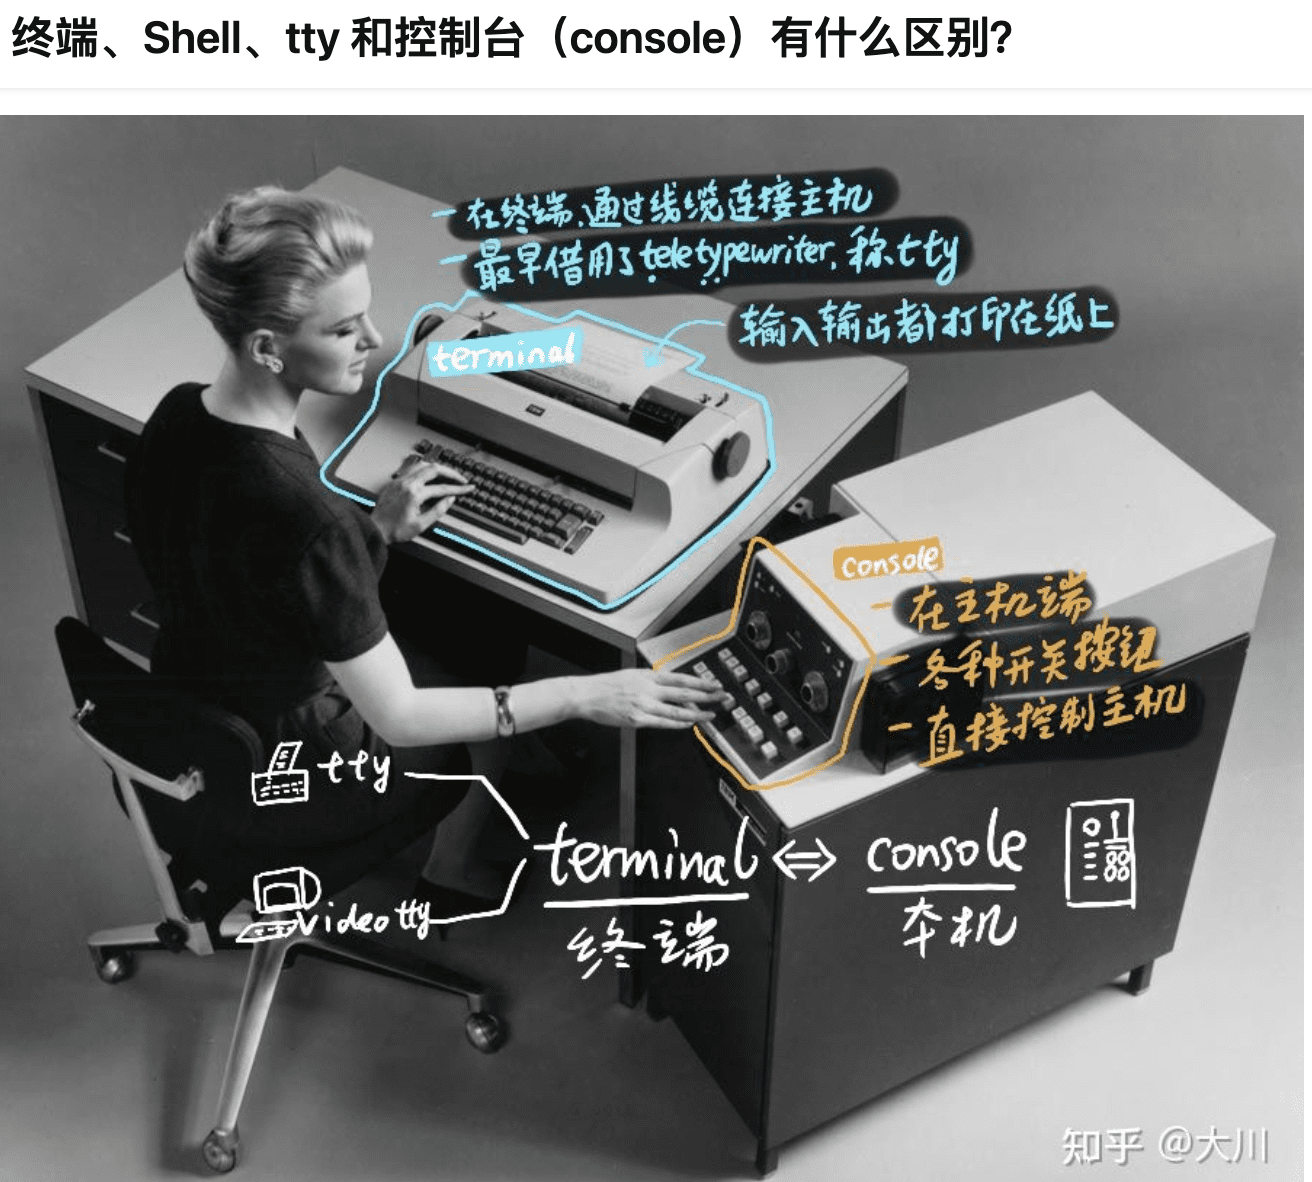 终端、Shell、tty 和控制台（console）有什么区别？
- 在终端、通过线缆连接主机
- 最早借用了teletypewriter, 称tty
输入输出都打印在纸上
terminal
console
- 在主机端
- 各种开关按钮
- 直接控制主机
tty
videotty
terminal ⇔ console
终端
本机
知乎 @大川